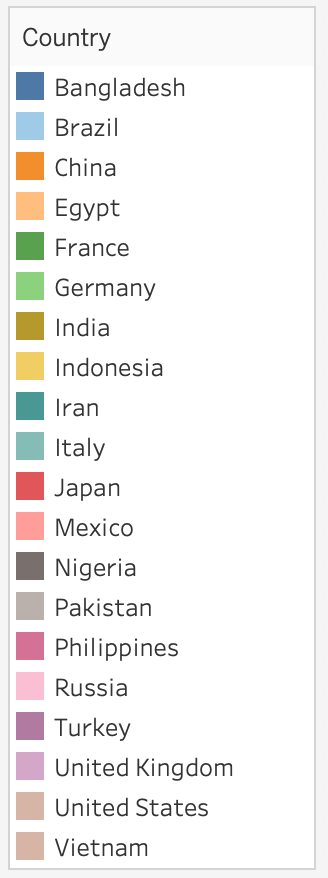 Country
Bangladesh
Brazil
China
Egypt
France
Germany
India
Indonesia
Iran
Italy
Japan
Mexico
Nigeria
Pakistan
Philippines
Russia
Turkey
United Kingdom
United States
Vietnam